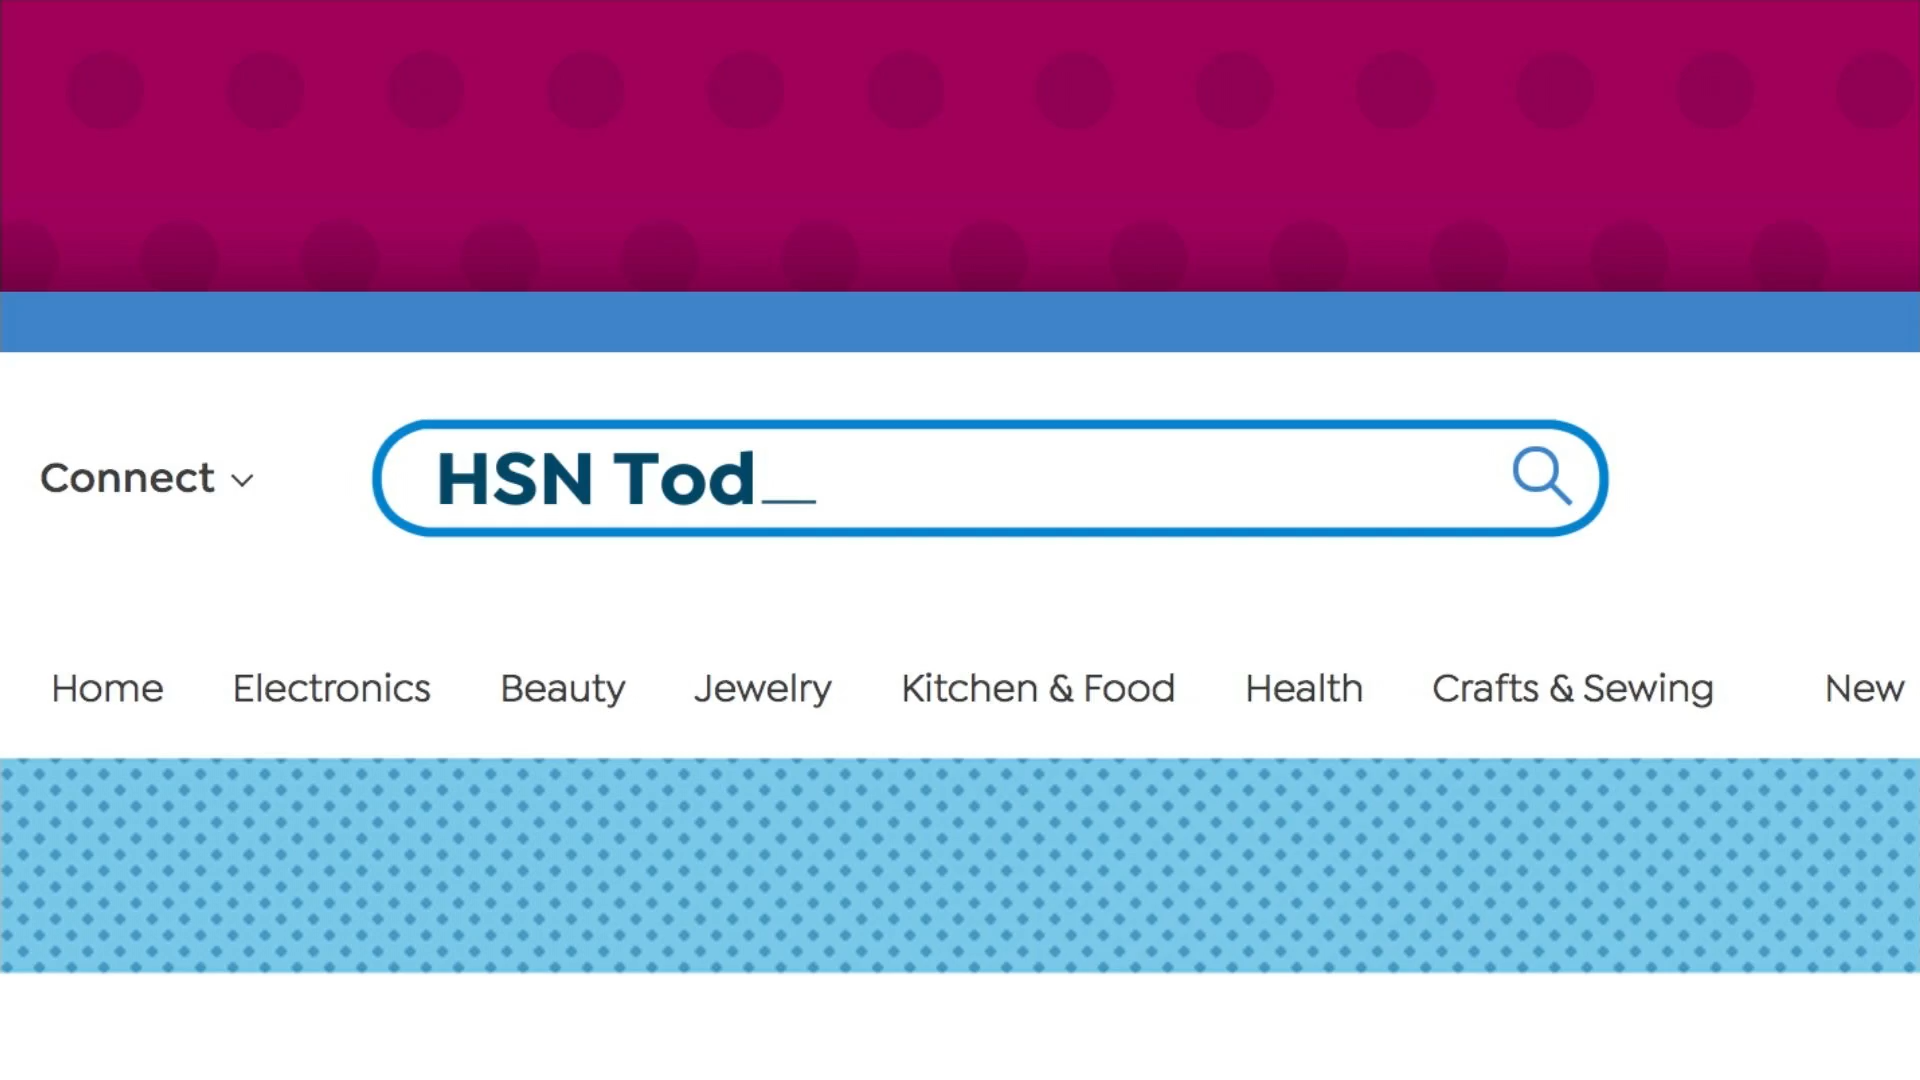 Connect
HSN Tod_
Home Electronics Beauty Jewelry Kitchen & Food Health Crafts & Sewing New